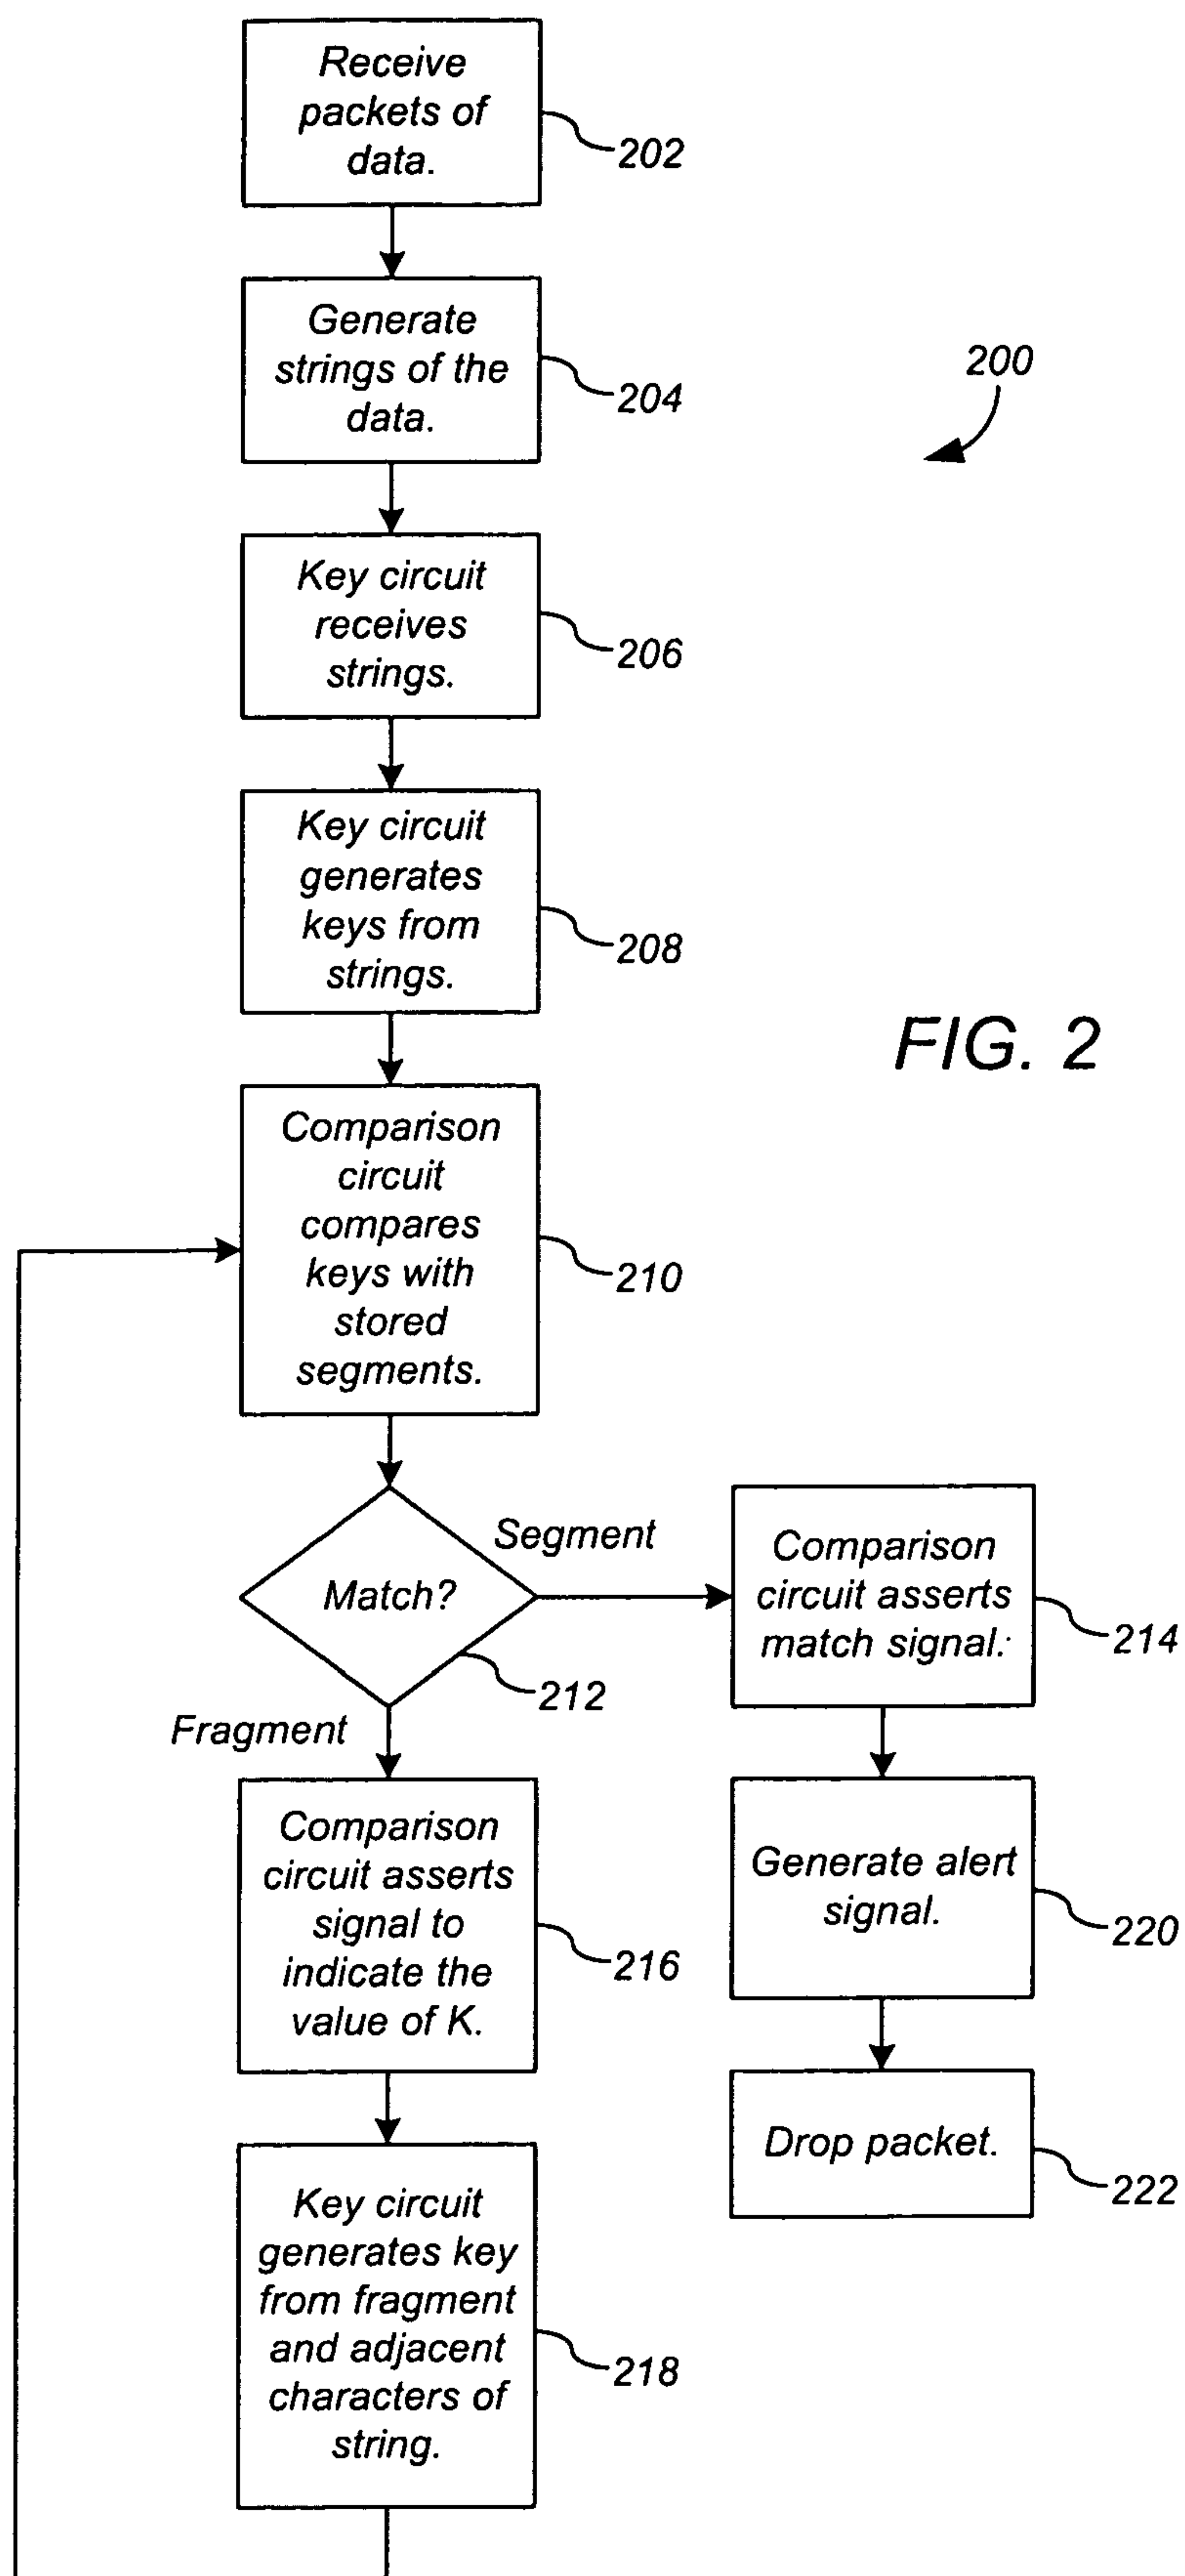 Receive
packets of
data.
202
Generate
strings of the
data.
204
200
Key circuit
receives
strings.
206
Key circuit
generates
keys from
strings.
208
FIG. 2
Comparison
circuit
compares
keys with
stored
segments.
210
Match?
212
Segment
Comparison
circuit asserts
match signal.:
214
Fragment
Comparison
circuit asserts
signal to
indicate the
value of K.
216
Generate alert
signal.
220
Drop packet.
222
Key circuit
generates key
from fragment
and adjacent
characters of
string.
218